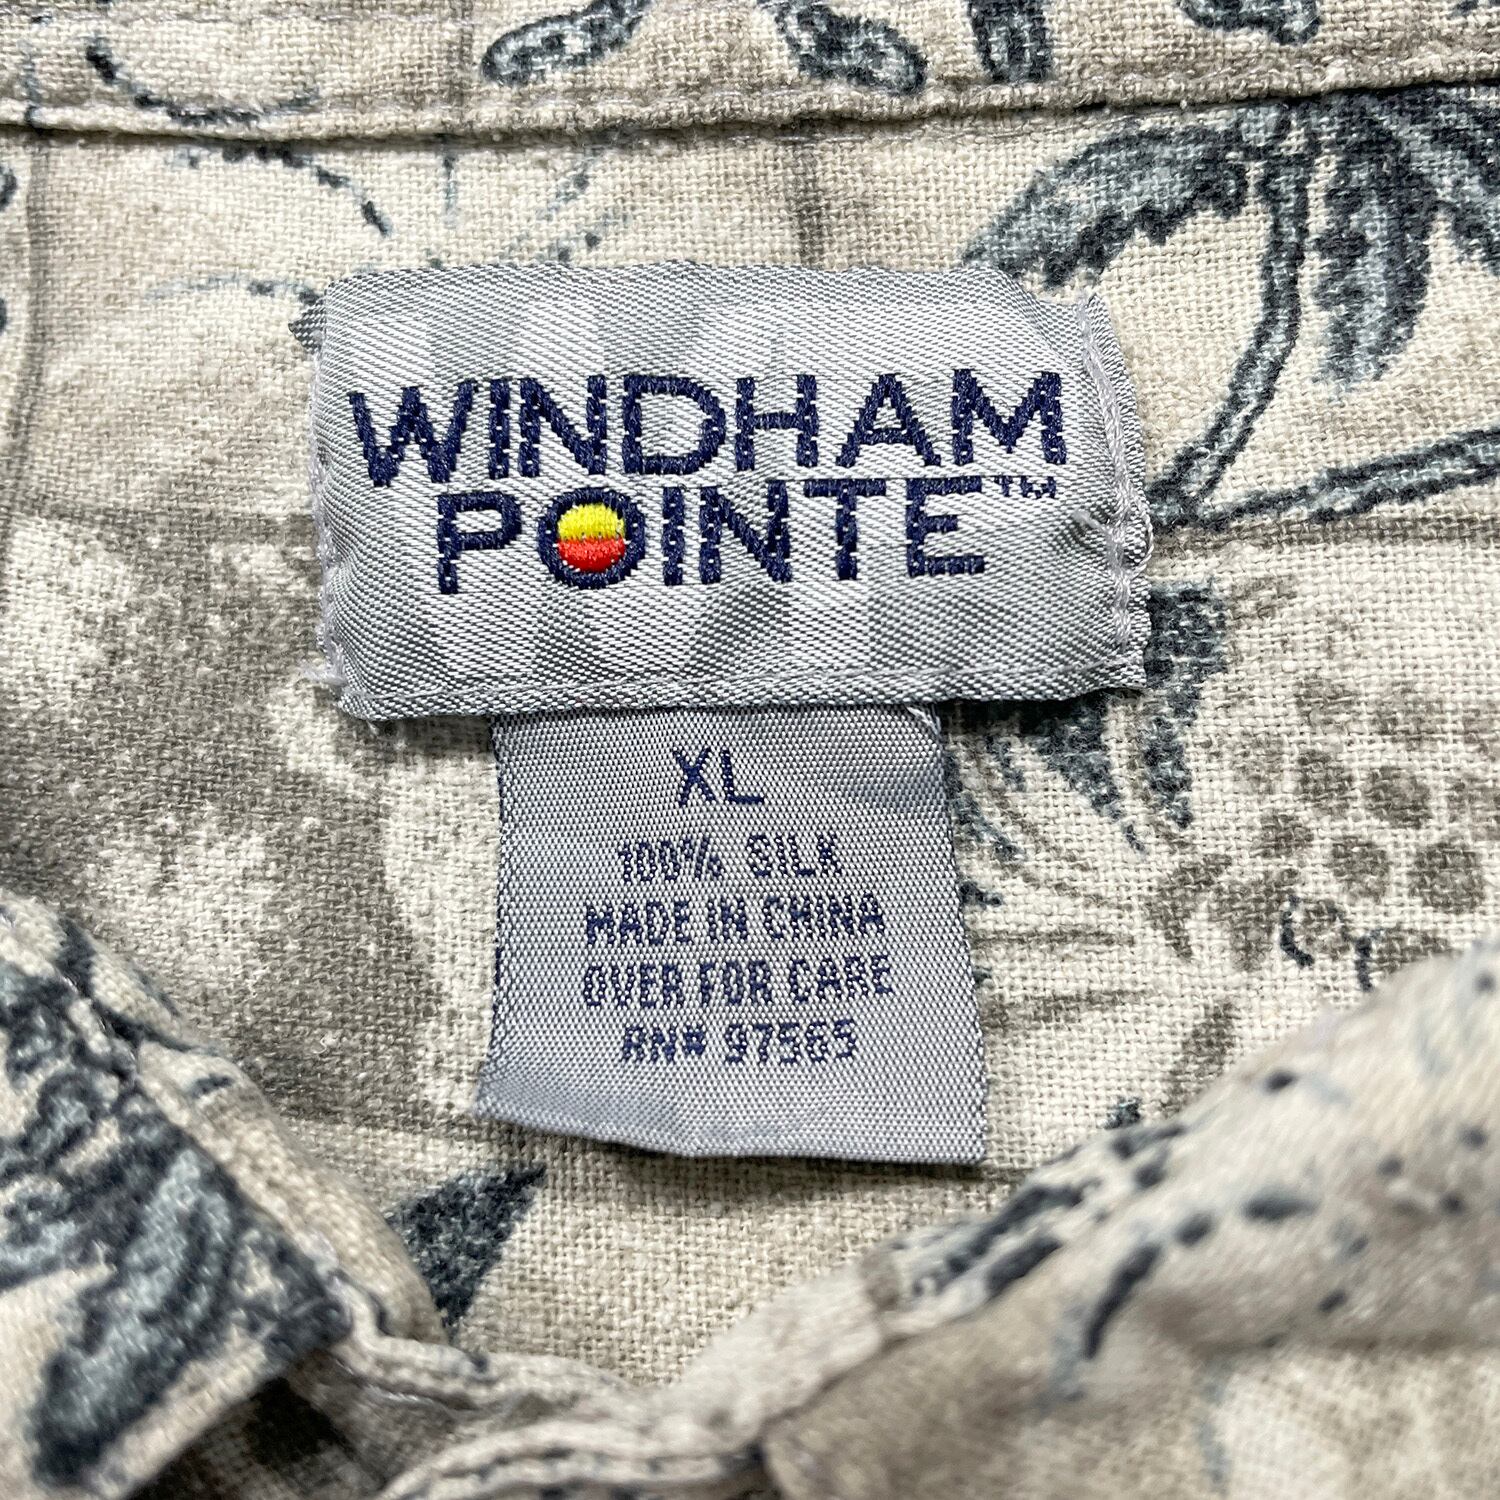 WINDHAM
POINTE™
XL
100% SILK
MADE IN CHINA
OVER FOR CARE
RN# 97565